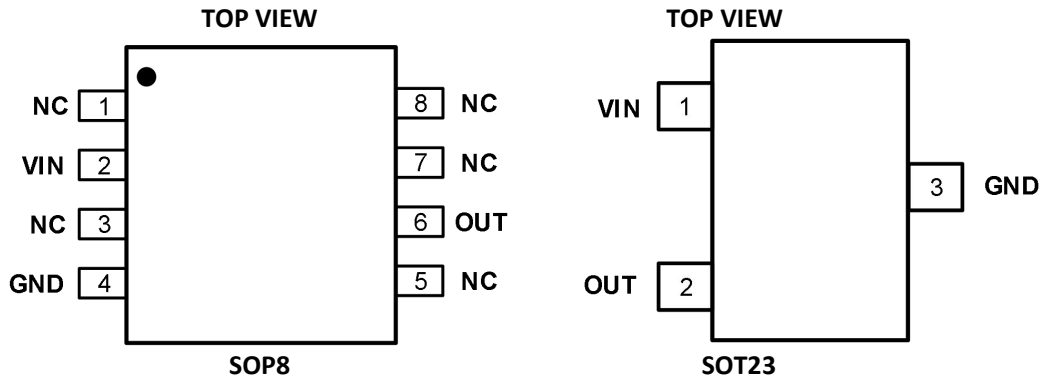 TOP VIEW
NC 1 8 NC
VIN 2 7 NC
NC 3 6 OUT
GND 4 5 NC
SOP8
TOP VIEW
VIN 1
3 GND
OUT 2
SOT23